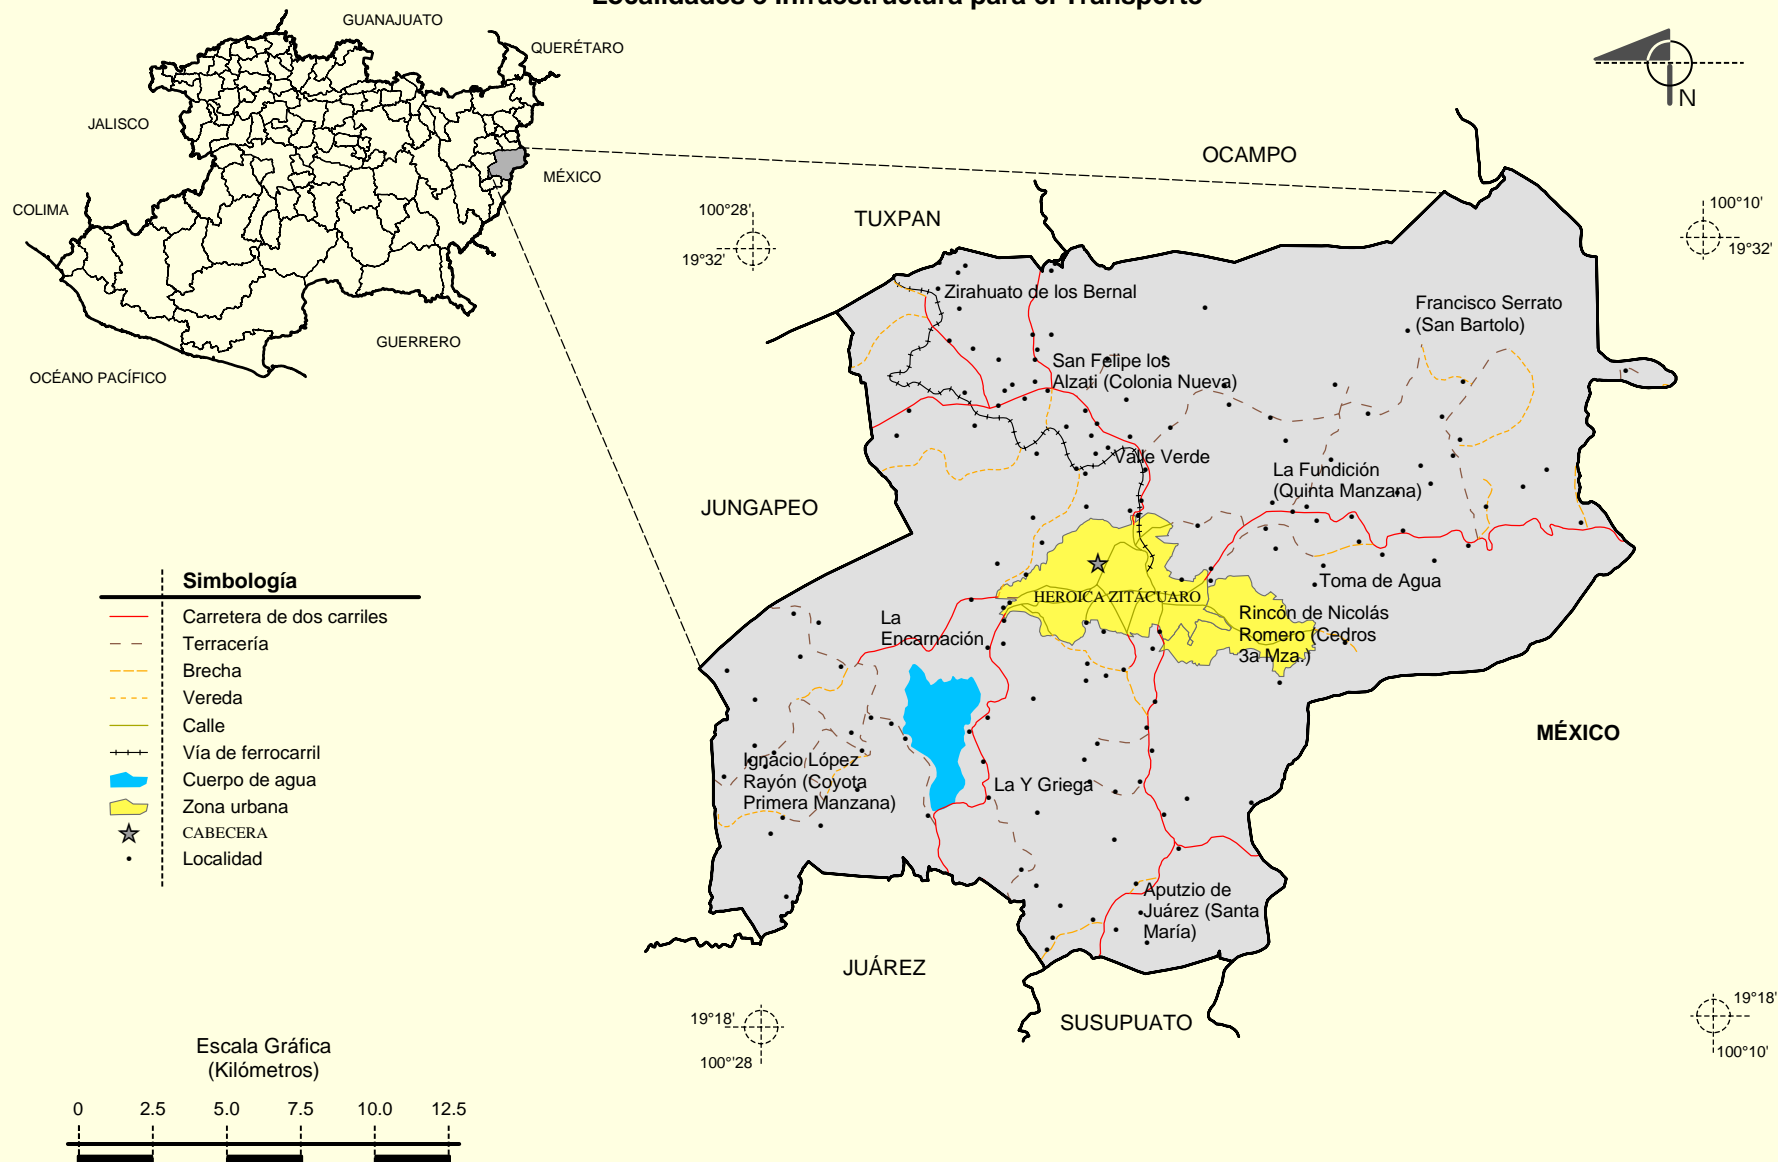 Localidades e Infraestructura para el Transporte
GUANAJUATO
QUERÉTARO
JALISCO
MÉXICO
COLIMA
GUERRERO
OCÉANO PACÍFICO
N
OCAMPO
TUXPAN
100°28'
19°32'
100°10'
19°32'
Zirahuato de los Bernal
Francisco Serrato
(San Bartolo)
San Felipe los
Alzati (Colonia Nueva)
Valle Verde
La Fundición
(Quinta Manzana)
JUNGAPEO
Toma de Agua
HEROICA ZITÁCUARO
Rincón de Nicolás
Romero (Cedros
3a Mza.)
La
Encarnación
MÉXICO
Ignacio López
Rayón (Coyota
Primera Manzana)
La Y Griega
Aputzio de
Juárez (Santa
María)
JUÁREZ
SUSUPUATO
19°18'
100°'28
19°18'
100°10'
Simbología
Carretera de dos carriles
Terracería
Brecha
Vereda
Calle
Vía de ferrocarril
Cuerpo de agua
Zona urbana
CABECERA
Localidad
Escala Gráfica
(Kilómetros)
0 2.5 5.0 7.5 10.0 12.5